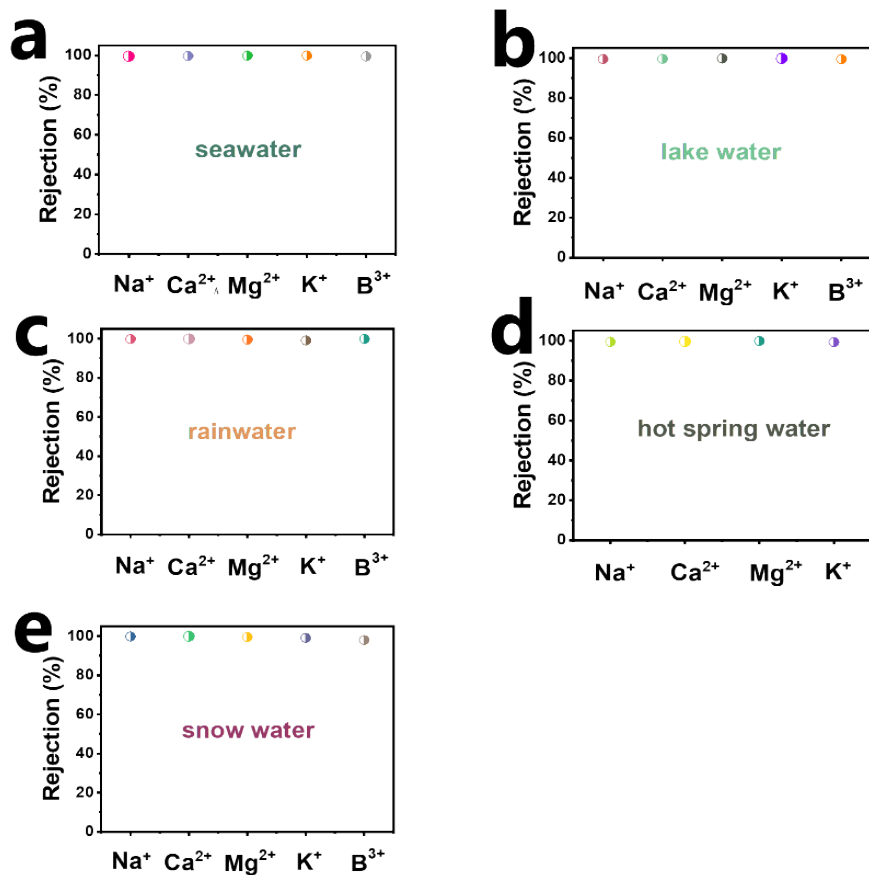 a
Rejection (%)
100
80
60
40
20
0
seawater
Na⁺ Ca²⁺ Mg²⁺ K⁺ B³⁺
b
Rejection (%)
100
80
60
40
20
0
lake water
Na⁺ Ca²⁺ Mg²⁺ K⁺ B³⁺
c
Rejection (%)
100
80
60
40
20
0
rainwater
Na⁺ Ca²⁺ Mg²⁺ K⁺ B³⁺
d
Rejection (%)
100
80
60
40
20
0
hot spring water
Na⁺ Ca²⁺ Mg²⁺ K⁺
e
Rejection (%)
100
80
60
40
20
0
snow water
Na⁺ Ca²⁺ Mg²⁺ K⁺ B³⁺